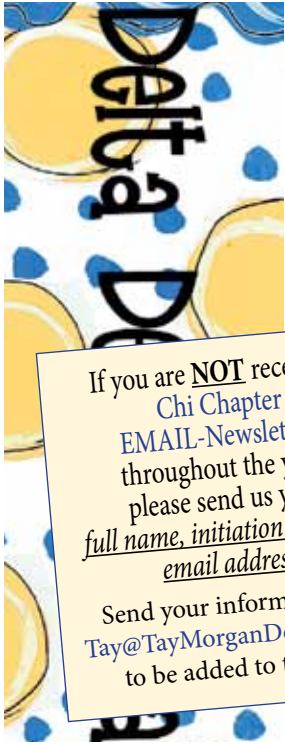 Delta
De
If you are NOT
Chi Chapter
EMAIL-Newslet
throughout the
please send us
full name, initiation
email addres
Send your inform
Tay@TayMorganD
to be added to
a